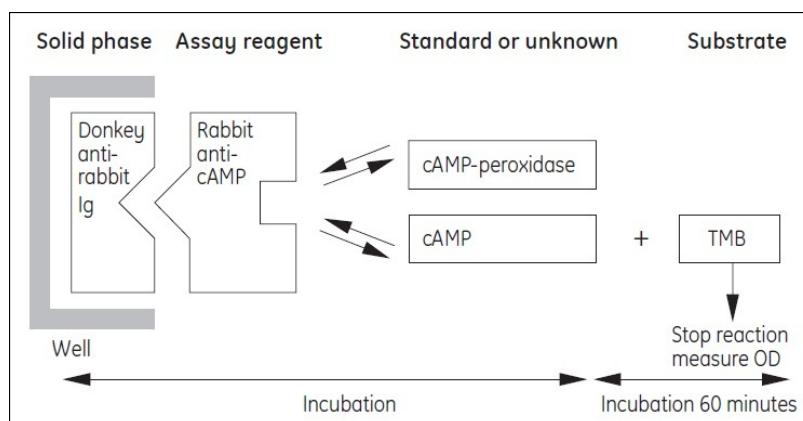 Solid phase Assay reagent Standard or unknown Substrate
Donkey
anti-
rabbit
Ig
Rabbit
anti-
cAMP
cAMP-peroxidase
cAMP
+
TMB
Stop reaction
measure OD
Well
Incubation Incubation 60 minutes